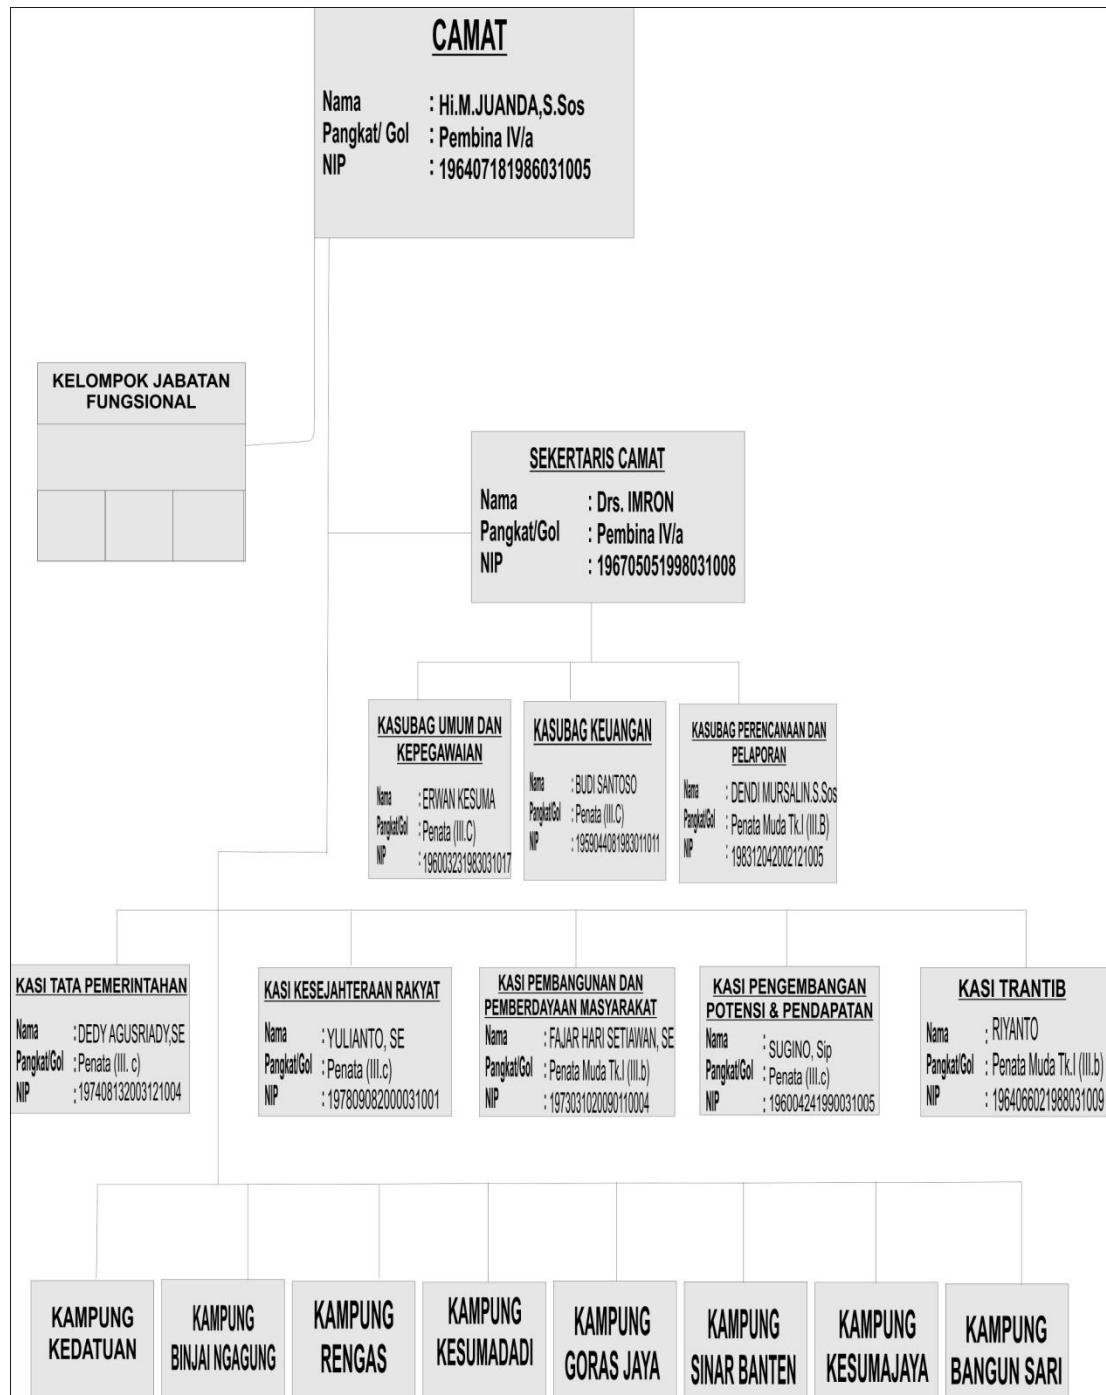 CAMAT
Nama : Hi.M.JUANDA,S.Sos
Pangkat/ Gol : Pembina IV/a
NIP : 196407181986031005
KELOMPOK JABATAN
FUNGSIONAL
SEKERTARIS CAMAT
Nama : Drs. IMRON
Pangkat/Gol : Pembina IV/a
NIP : 196705051998031008
KASUBAG UMUM DAN
KEPEGAWAIAN
Nama : ERWAN KESUMA
Pangkat/Gol : Penata (III.C)
NIP : 196003231983031017
KASUBAG KEUANGAN
Nama : BUDI SANTOSO
Pangkat/Gol : Penata (III.C)
NIP : 1959044081983011011
KASUBAG PERENCANAAN DAN
PELAPORAN
Nama : DENDI MURSALIN.S.Sos
Pangkat/Gol : Penata Muda Tk.I (III.B)
NIP : 198312042002121005
KASI TATA PEMERINTAHAN
Nama : DEDY AGUSRIADY,SE
Pangkat/Gol : Penata (III. c)
NIP : 197408132003121004
KASI KESEJAHTERAAN RAKYAT
Nama : YULIANTO, SE
Pangkat/Gol : Penata (III.c)
NIP : 197809082000031001
KASI PEMBANGUNAN DAN
PEMBERDAYAAN MASYARAKAT
Nama : FAJAR HARI SETIAWAN, SE
Pangkat/Gol : Penata Muda Tk.I (III.b)
NIP : 1973031020090110004
KASI PENGEMBANGAN
POTENSI & PENDAPATAN
Nama : SUGINO, Sip
Pangkat/Gol : Penata (III.c)
NIP : 196004241990031005
KASI TRANTIB
Nama : RIYANTO
Pangkat/Gol : Penata Muda Tk.I (III.b)
NIP : 1964066021988031009
KAMPUNG
KEDATUAN
KAMPUNG
BINJAI NGAGUNG
KAMPUNG
RENGAS
KAMPUNG
KESUMADADI
KAMPUNG
GORAS JAYA
KAMPUNG
SINAR BANTEN
KAMPUNG
KESUMAJAYA
KAMPUNG
BANGUN SARI